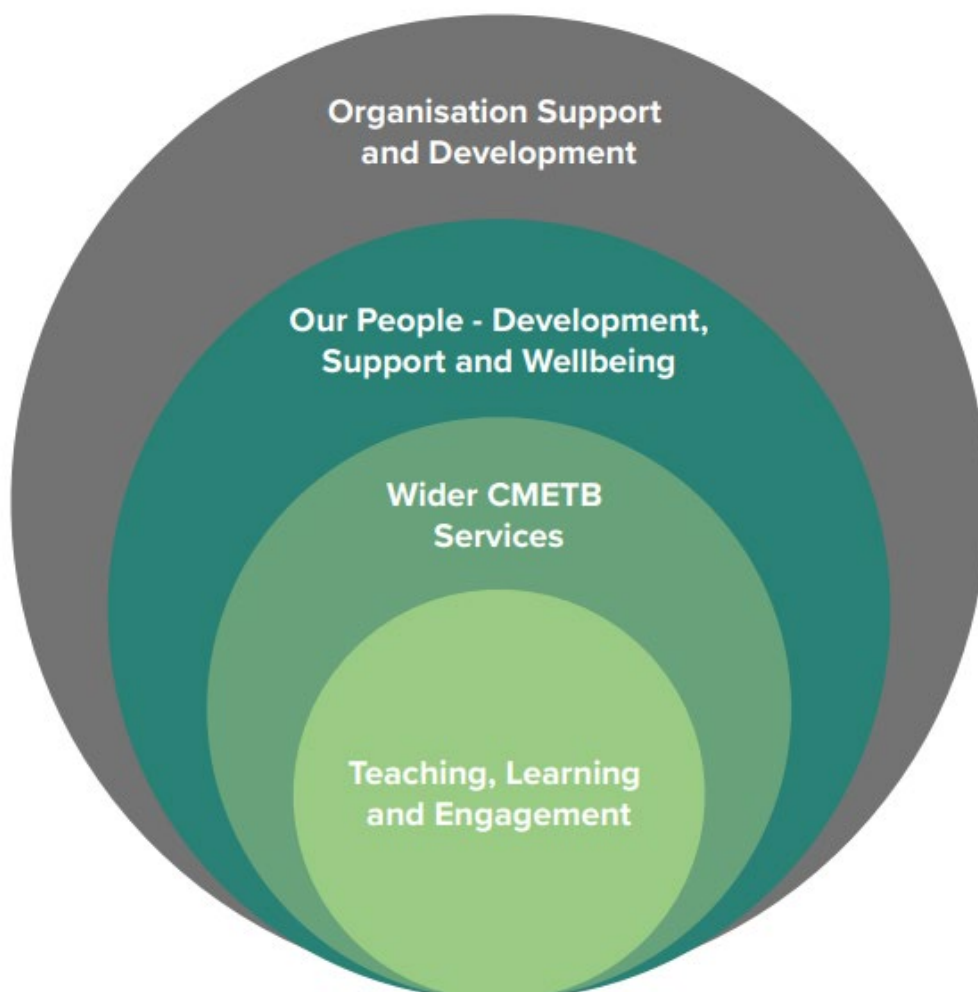 Organisation Support
and Development
Our People - Development,
Support and Wellbeing
Wider CMETB
Services
Teaching, Learning
and Engagement